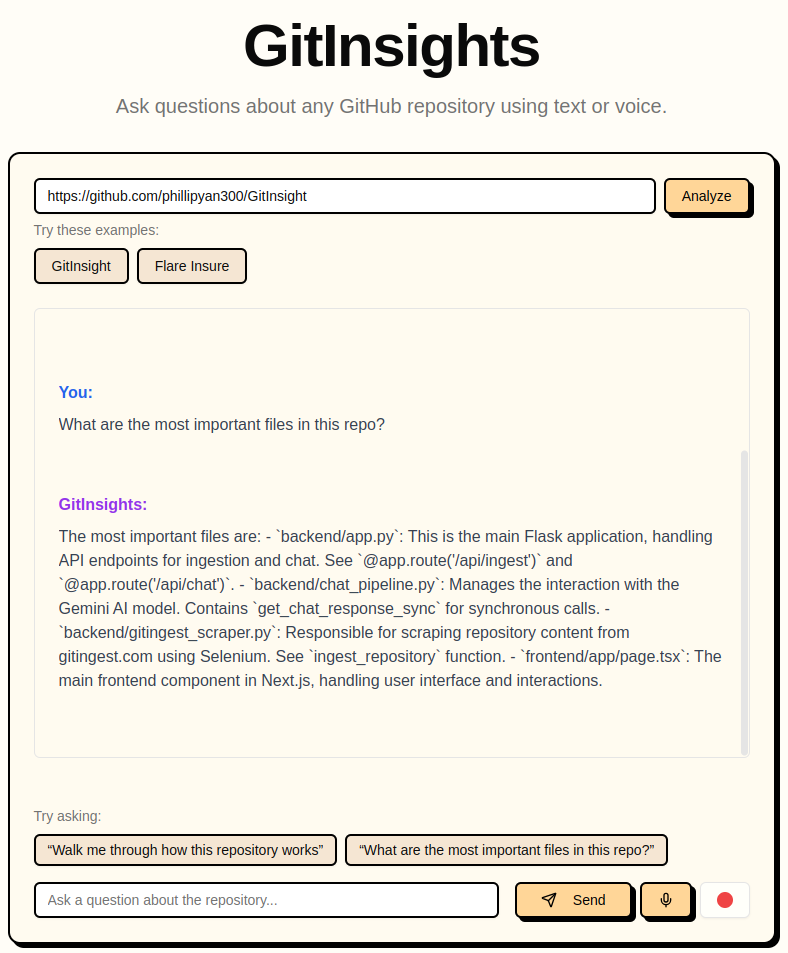 GitInsights
Ask questions about any GitHub repository using text or voice.
https://github.com/phillipyan300/GitInsight
Analyze
Try these examples:
GitInsight
Flare Insure
You:
What are the most important files in this repo?
GitInsights:
The most important files are: - `backend/app.py`: This is the main Flask application, handling
API endpoints for ingestion and chat. See `@app.route('/api/ingest')` and
`@app.route('/api/chat')`. - `backend/chat_pipeline.py`: Manages the interaction with the
Gemini AI model. Contains `get_chat_response_sync` for synchronous calls. -
`backend/gitingest_scraper.py`: Responsible for scraping repository content from
gitingest.com using Selenium. See `ingest_repository` function. - `frontend/app/page.tsx`: The
main frontend component in Next.js, handling user interface and interactions.
Try asking:
“Walk me through how this repository works”
“What are the most important files in this repo?”
Ask a question about the repository...
Send